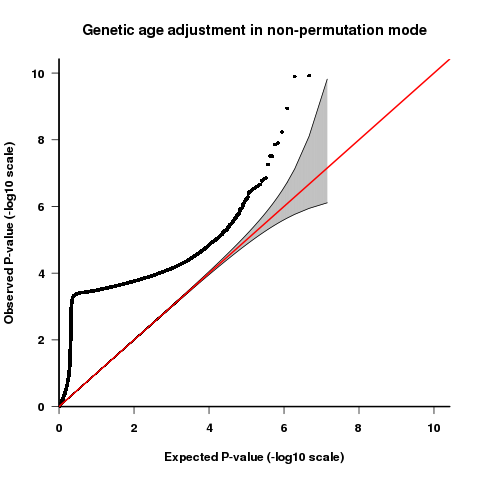 Genetic age adjustment in non-permutation mode
Observed P-value (-log10 scale)
10
8
6
4
2
0
0 2 4 6 8 10
Expected P-value (-log10 scale)